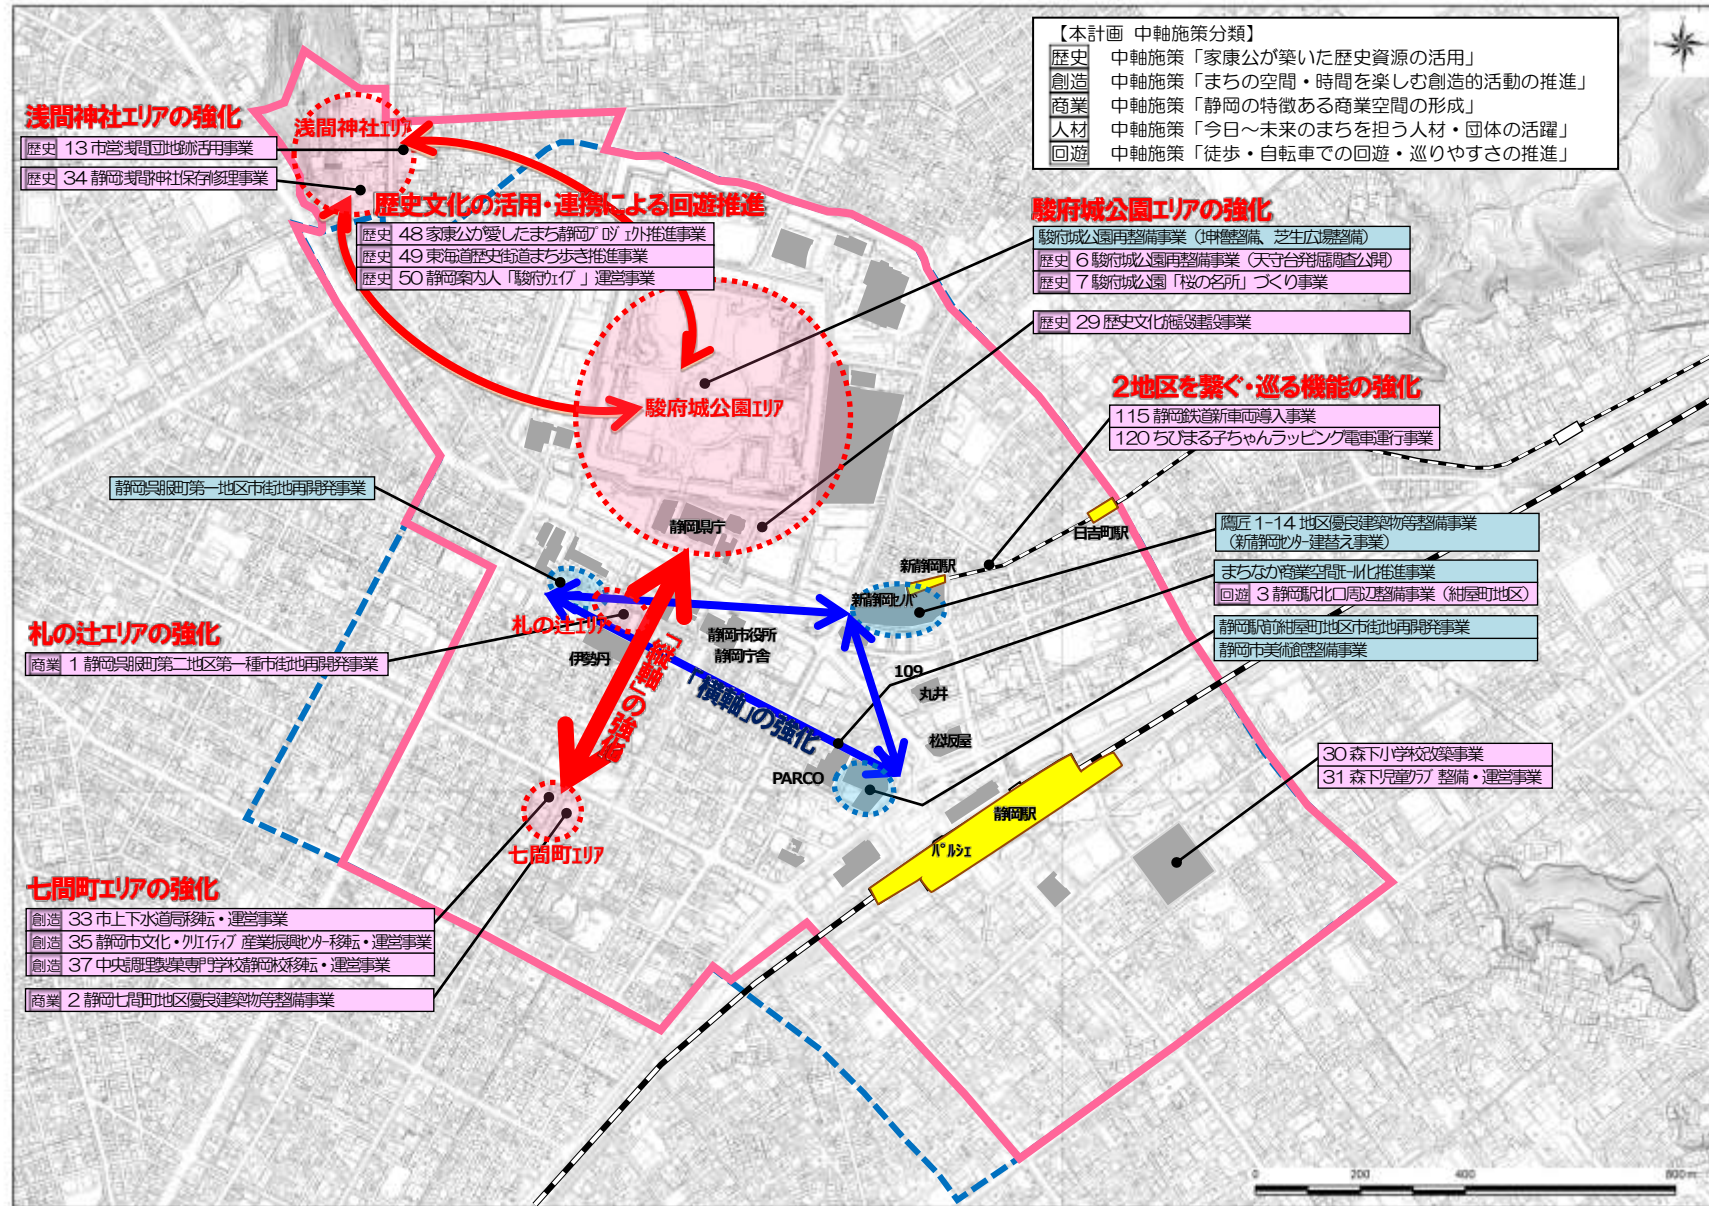 【本計画 中軸施策分類】
歴史 中軸施策「家康公が築いた歴史資源の活用」
創造 中軸施策「まちの空間・時間を楽しむ創造的活動の推進」
商業 中軸施策「静岡の特徴ある商業空間の形成」
人材 中軸施策「今日～未来のまちを担う人材・団体の活躍」
回遊 中軸施策「徒歩・自転車での回遊・巡りやすさの推進」
浅間神社エリアの強化
歴史 13 市営浅間団地跡活用事業
歴史 34 静岡浅間神社保存修理事業
浅間神社ｴﾘｱ
歴史文化の活用・連携による回遊推進
歴史 48 家康公が愛したまち静岡ﾌﾟﾛｼﾞｪｸﾄ推進事業
歴史 49 東海道歴史街道まち歩き推進事業
歴史 50 静岡案内人「駿府ｳｪｲﾌﾞ」運営事業
駿府城公園ｴﾘｱの強化
駿府城公園再整備事業（坤櫓整備、芝生広場整備）
歴史 6 駿府城公園再整備事業（天守台発掘調査公開）
歴史 7 駿府城公園「桜の名所」づくり事業
歴史 29 歴史文化施設建設事業
駿府城公園ｴﾘｱ
2地区を繋ぐ・巡る機能の強化
115 静岡鉄道新車両導入事業
120 ちびまる子ちゃんラッピング電車運行事業
静岡呉服町第一地区市街地再開発事業
静岡県庁
日吉町駅
新静岡駅
新静岡ｾﾉﾊﾞ
鷹匠 1-14 地区優良建築物等整備事業
（新静岡ｾﾝﾀｰ建替え事業）
まちなか商業空間ﾓｰﾙ化推進事業
回遊 3 静岡駅北口周辺整備事業（紺屋町地区）
静岡駅前紺屋町地区市街地再開発事業
静岡市美術館整備事業
札の辻エリアの強化
商業 1 静岡呉服町第二地区第一種市街地再開発事業
札の辻ｴﾘｱ
伊勢丹
静岡市役所
静岡庁舎
「縦軸」の強化
「横軸」の強化
109
丸井
松坂屋
PARCO
静岡駅
ﾊﾟﾙｼｪ
30 森下小学校改築事業
31 森下児童ｸﾗﾌﾞ整備・運営事業
七間町ｴﾘｱ
七間町エリアの強化
創造 33 市上下水道局移転・運営事業
創造 35 静岡市文化・ｸﾘｴｲﾃｨﾌﾞ産業振興ｾﾝﾀｰ移転・運営事業
創造 37 中央調理製菓専門学校静岡校移転・運営事業
商業 2 静岡七間町地区優良建築物等整備事業
0 200 400 800 m